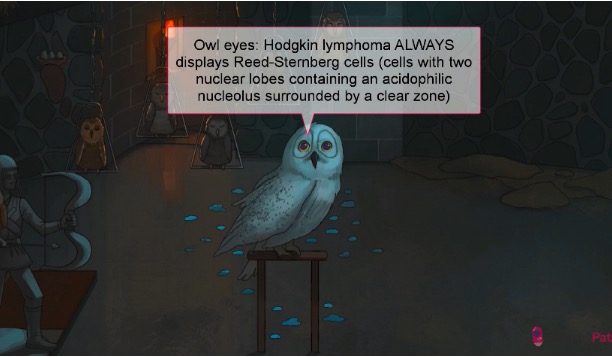 Owl eyes: Hodgkin lymphoma ALWAYS
displays Reed-Sternberg cells (cells with two
nuclear lobes containing an acidophilic
nucleolus surrounded by a clear zone)
Pat